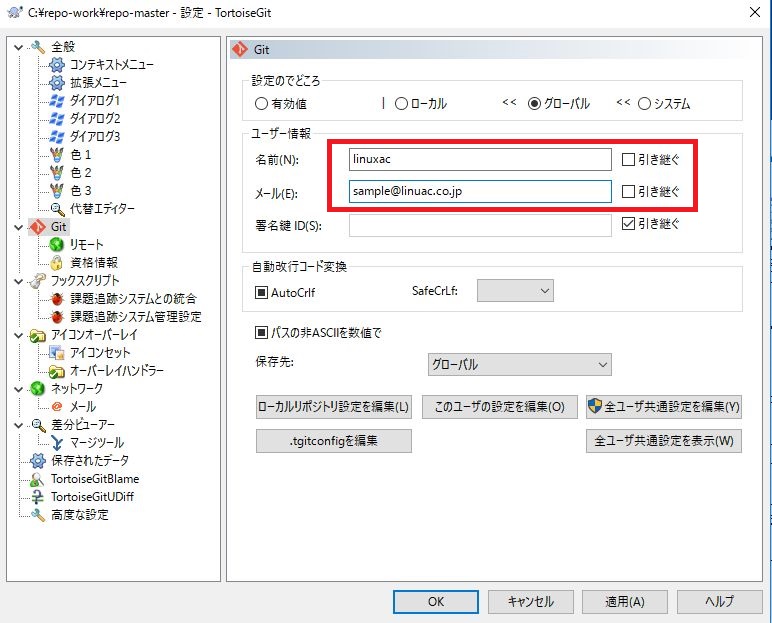 C:¥repo-work¥repo-master - 設定 - TortoiseGit
全般
コンテキストメニュー
拡張メニュー
ダイアログ1
ダイアログ2
ダイアログ3
色 1
色 2
色 3
代替エディター
Git
リモート
資格情報
フックスクリプト
課題追跡システムとの統合
課題追跡システム管理設定
アイコンオーバーレイ
アイコンセット
オーバーレイハンドラー
ネットワーク
メール
差分ビューアー
マージツール
保存されたデータ
TortoiseGitBlame
TortoiseGitUDiff
高度な設定
Git
設定のでどころ
有効値 | ローカル << グローバル << システム
ユーザー情報
名前(N): linuxac 引き継ぐ
メール(E): sample@linuac.co.jp 引き継ぐ
署名鍵 ID(S): 引き継ぐ
自動改行コード変換
AutoCrlf SafeCrLf:
パスの非ASCIIを数値で
保存先: グローバル
ローカルリポジトリ設定を編集(L) このユーザの設定を編集(O) 全ユーザ共通設定を編集(Y)
.tgitconfigを編集 全ユーザ共通設定を表示(W)
OK キャンセル 適用(A) ヘルプ